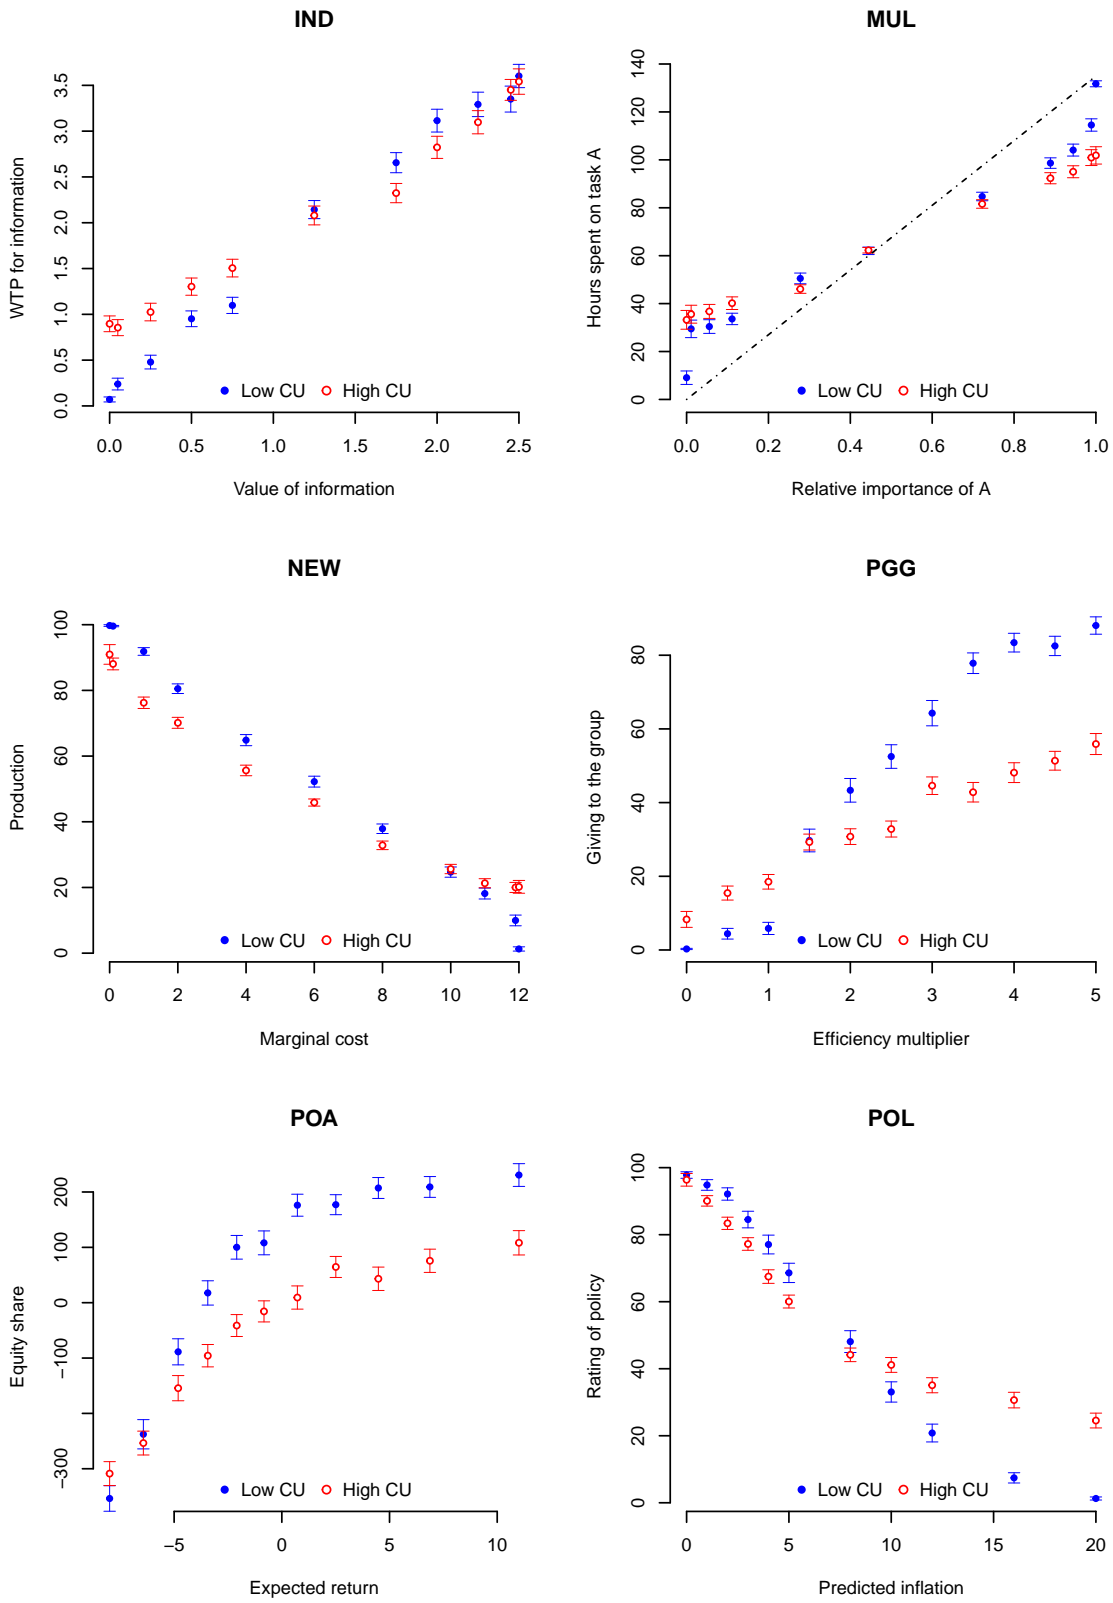 IND
WTP for information
0.0 0.5 1.0 1.5 2.0 2.5 3.0 3.5
Low CU High CU
0.0 0.5 1.0 1.5 2.0 2.5
Value of information
MUL
Hours spent on task A
0 20 40 60 80 100 120 140
Low CU High CU
0.0 0.2 0.4 0.6 0.8 1.0
Relative importance of A
NEW
Production
0 20 40 60 80 100
Low CU High CU
0 2 4 6 8 10 12
Marginal cost
PGG
Giving to the group
0 20 40 60 80
Low CU High CU
0 1 2 3 4 5
Efficiency multiplier
POA
Equity share
−300 −100 0 100 200
Low CU High CU
−5 0 5 10
Expected return
POL
Rating of policy
0 20 40 60 80 100
Low CU High CU
0 5 10 15 20
Predicted inflation